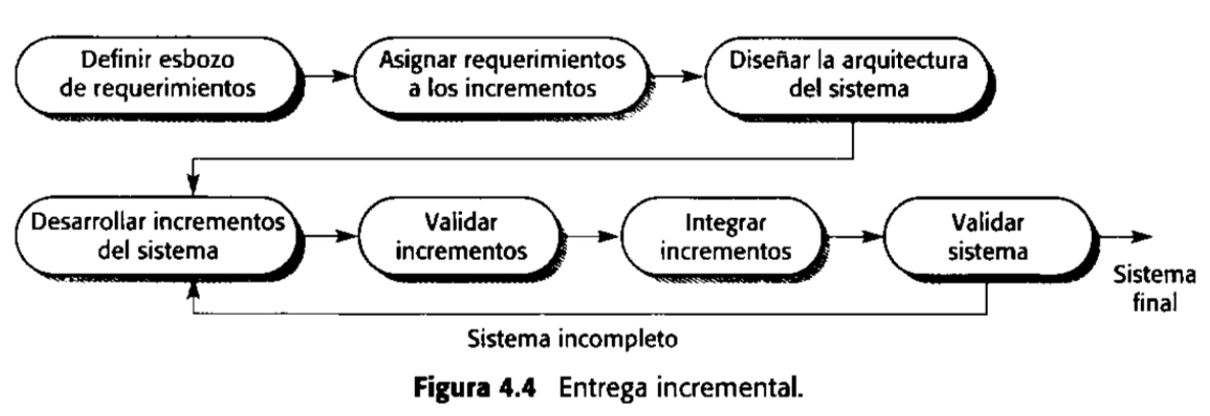 Definir esbozo
de requerimientos
Asignar requerimientos
a los incrementos
Diseñar la arquitectura
del sistema
Desarrollar incrementos
del sistema
Validar
incrementos
Integrar
incrementos
Validar
sistema
Sistema
final
Sistema incompleto
Figura 4.4 Entrega incremental.